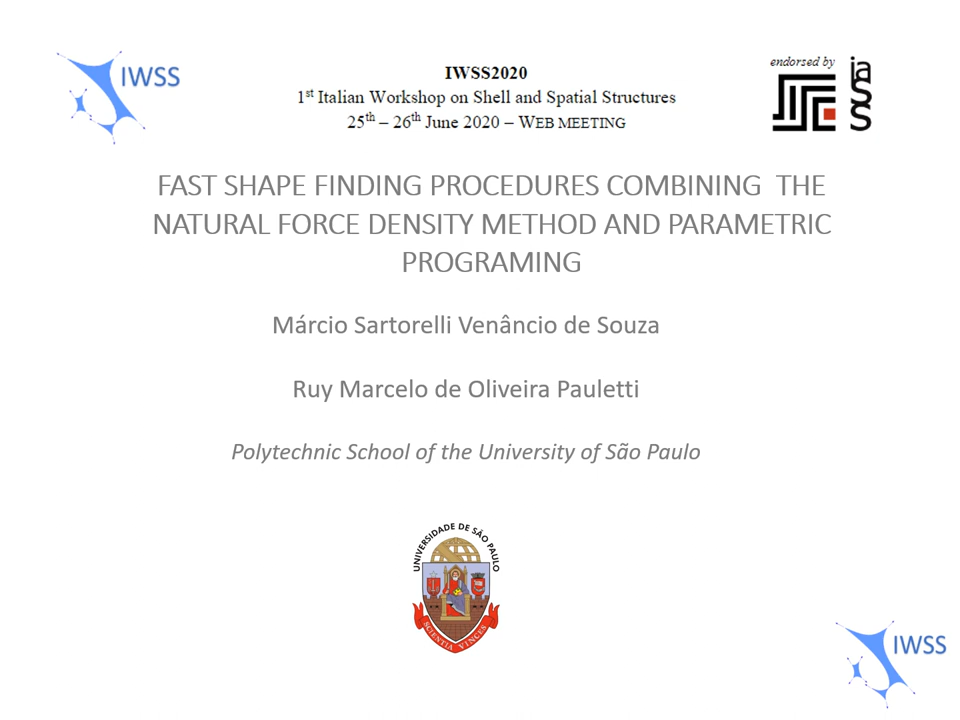 IWSS
IWSS2020
1st Italian Workshop on Shell and Spatial Structures
25th – 26th June 2020 – WEB MEETING
endorsed by
iass
FAST SHAPE FINDING PROCEDURES COMBINING THE
NATURAL FORCE DENSITY METHOD AND PARAMETRIC
PROGRAMING
Márcio Sartorelli Venâncio de Souza
Ruy Marcelo de Oliveira Pauletti
Polytechnic School of the University of São Paulo
UNIVERSIDADE DE SÃO PAULO
SCIENTIA VINCES
IWSS